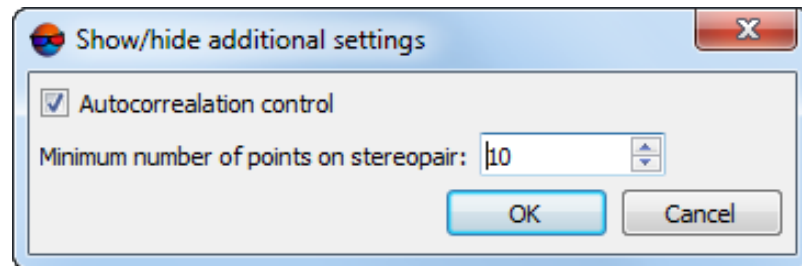 Show/hide additional settings
Autocorrealation control
Minimum number of points on stereopair: 10
OK Cancel